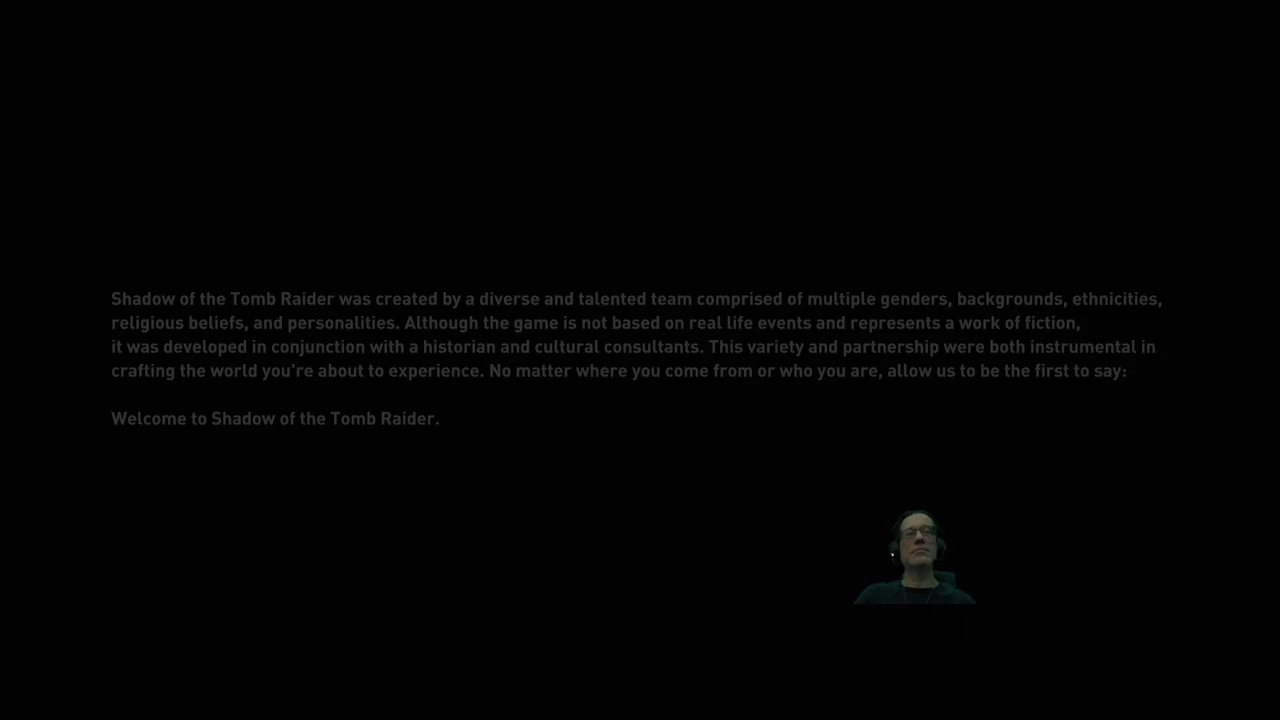 Shadow of the Tomb Raider was created by a diverse and talented team comprised of multiple genders, backgrounds, ethnicities,
religious beliefs, and personalities. Although the game is not based on real life events and represents a work of fiction,
it was developed in conjunction with a historian and cultural consultants. This variety and partnership were both instrumental in
crafting the world you're about to experience. No matter where you come from or who you are, allow us to be the first to say:
Welcome to Shadow of the Tomb Raider.